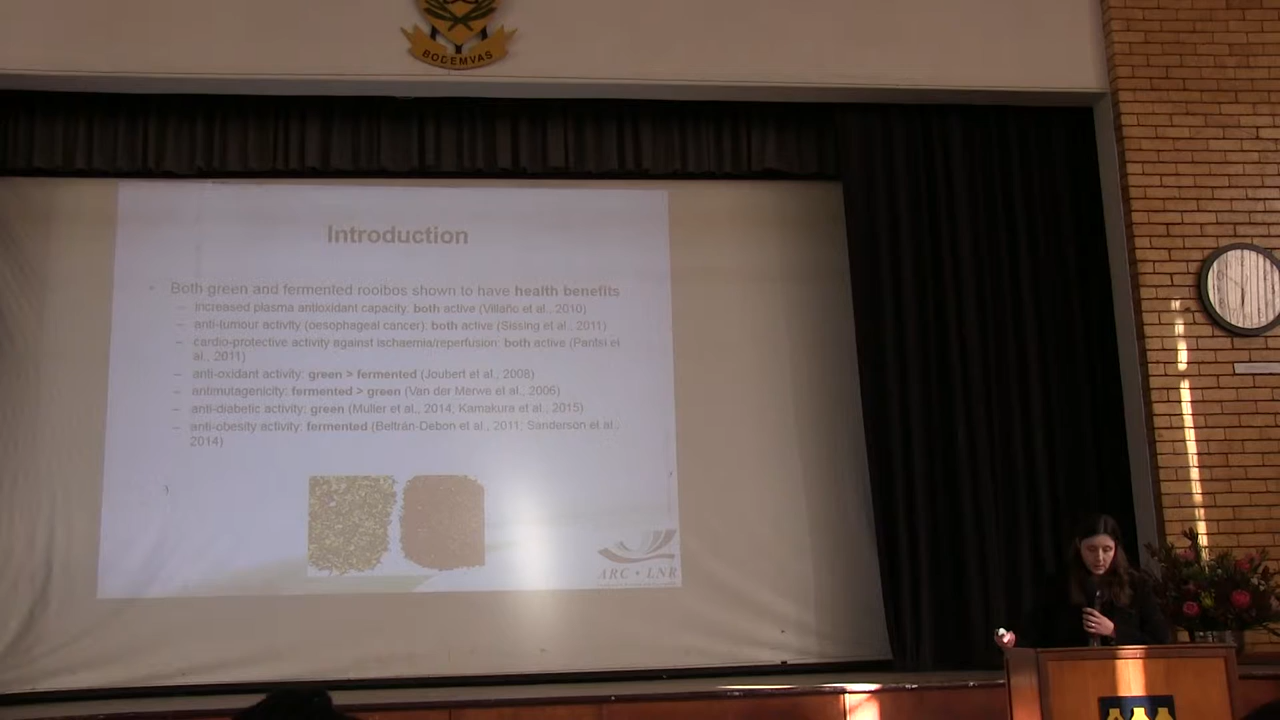 BODEMVAS
Introduction
• Both green and fermented rooibos shown to have health benefits
– increased plasma antioxidant capacity: both active (Villaño et al., 2010)
– anti-tumour activity (oesophageal cancer): both active (Sissing et al., 2011)
– cardio-protective activity against ischaemia/reperfusion: both active (Pantsi et
al., 2011)
– anti-oxidant activity: green > fermented (Joubert et al., 2008)
– antimutagenicity: fermented > green (Van der Merwe et al., 2006)
– anti-diabetic activity: green (Muller et al., 2014; Kamakura et al., 2015)
– anti-obesity activity: fermented (Beltrán-Debón et al., 2011; Sanderson et al.,
2014)
ARC • LNR